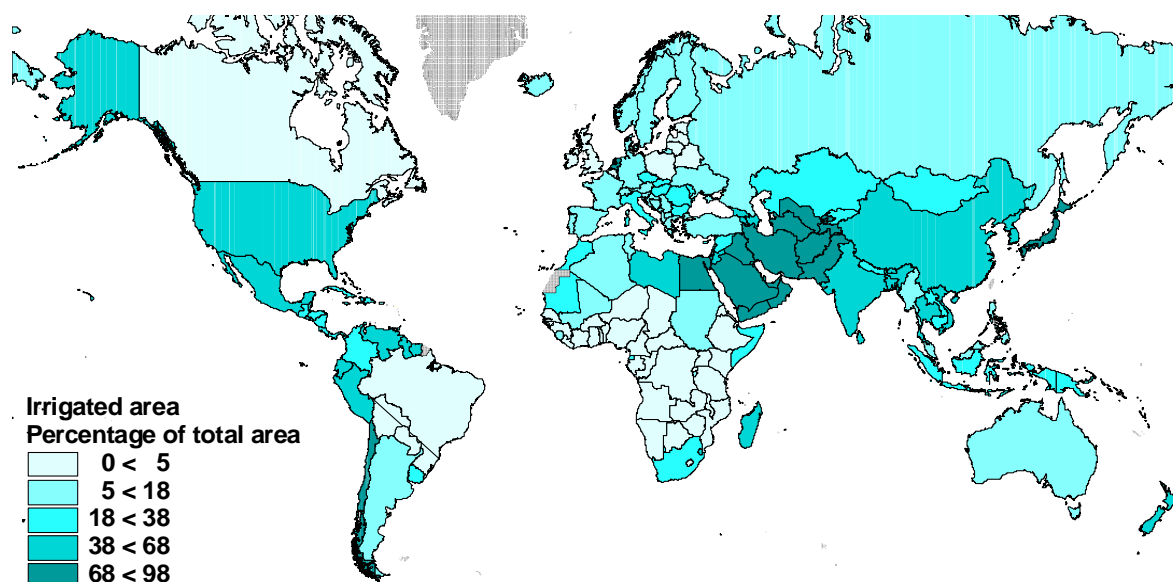 Irrigated area
Percentage of total area
0 < 5
5 < 18
18 < 38
38 < 68
68 < 98